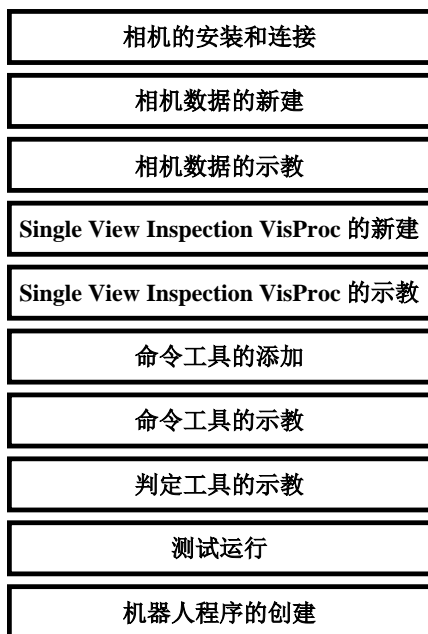 相机的安装和连接
相机数据的新建
相机数据的示教
Single View Inspection VisProc 的新建
Single View Inspection VisProc 的示教
命令工具的添加
命令工具的示教
判定工具的示教
测试运行
机器人程序的创建